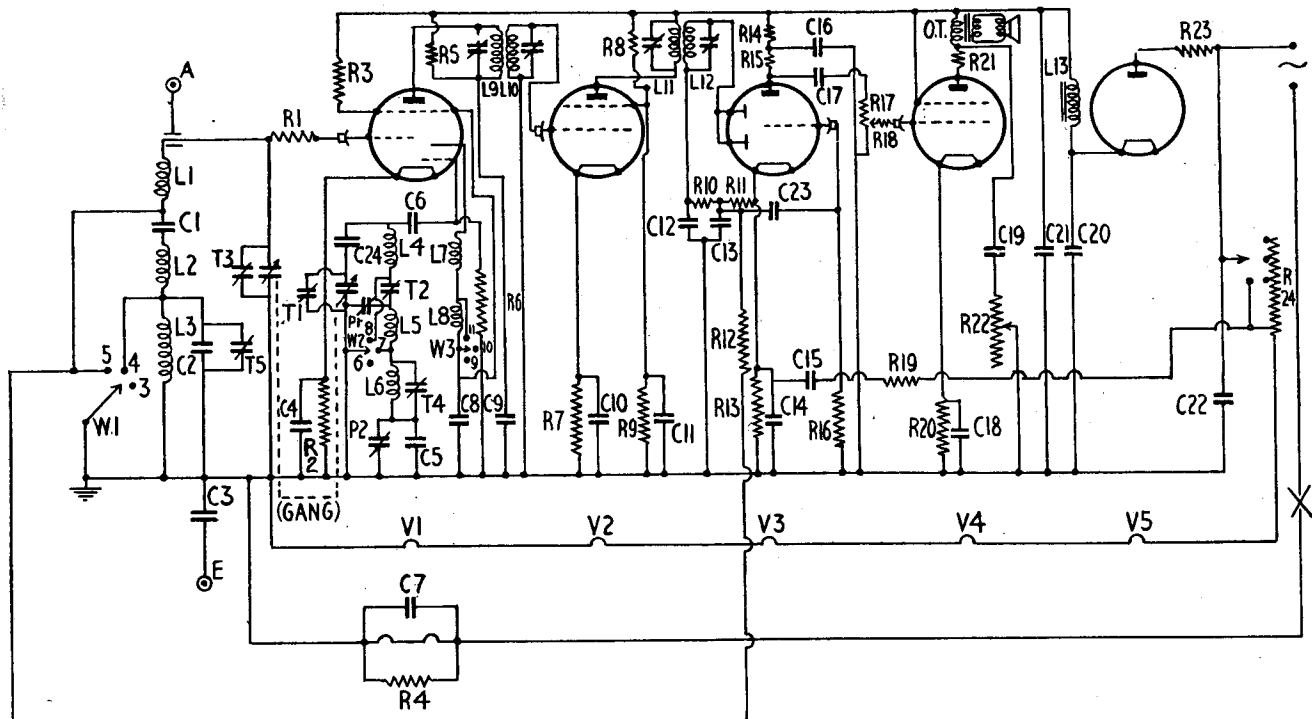 A
R3
R5
L9 L10
R8
L11
L12
R14
R15
C16
C17
O.T.
R21
L13
R23
R1
R17
R18
L1
C1
L2
L3
C2
T3
T5
5
4
3
W.1
C6
C24
L4
L7
T1
T2
P1
8
W2
7
6
L5
L8
11
W3
10
9
R6
L6
T4
P2
C5
C4
R2
C8
C9
R7
C10
R9
C11
R10
R11
C12
C13
C23
R12
R13
C14
C15
R16
R19
C19
R22
C21
C20
R20
C18
C22
R
24
C3
(GANG)
V1
V2
V3
V4
V5
E
C7
R4